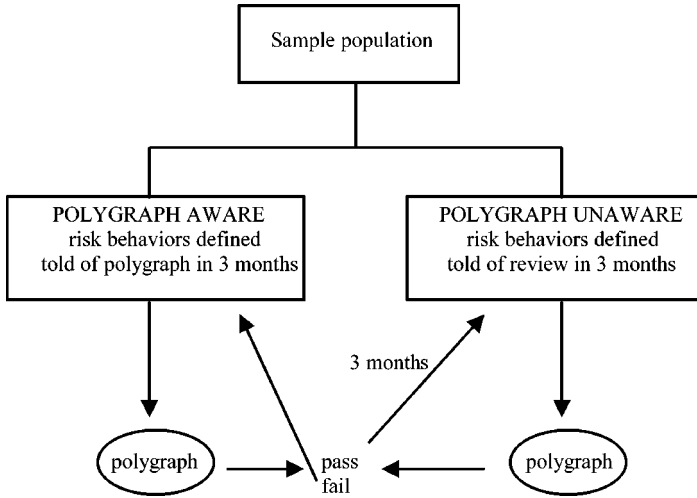 Sample population
POLYGRAPH AWARE
risk behaviors defined
told of polygraph in 3 months
POLYGRAPH UNAWARE
risk behaviors defined
told of review in 3 months
3 months
polygraph
pass
fail
polygraph